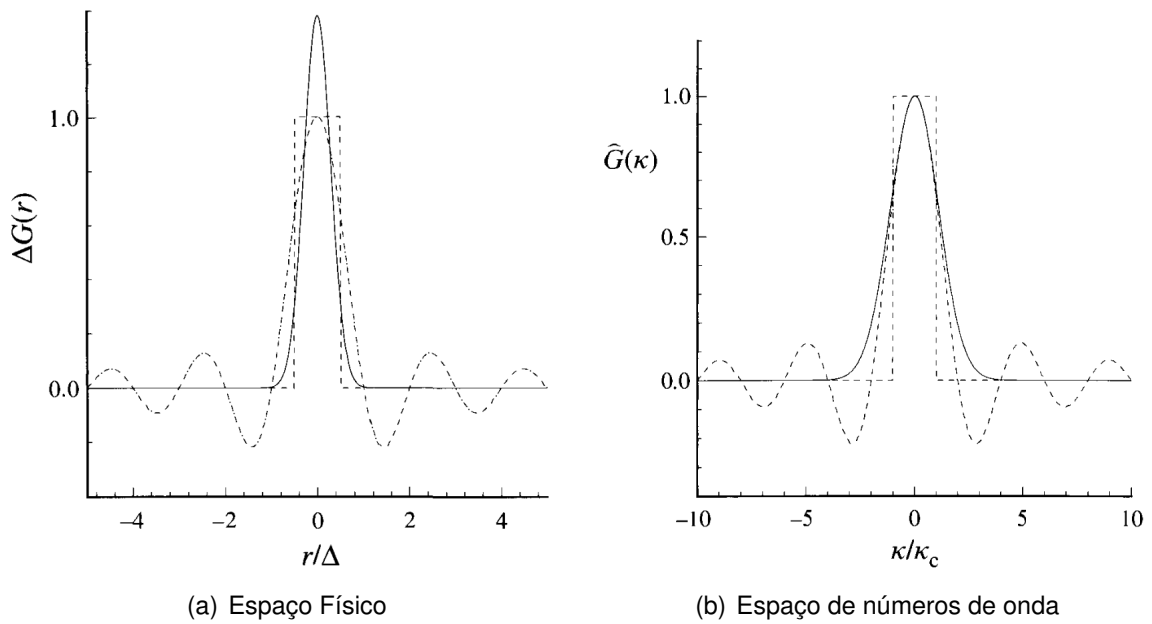 1.0
0.0
ΔG(r)
−4
−2
0
2
4
r/Δ
(a) Espaço Físico
1.0
0.5
0.0
Ĝ(κ)
−10
−5
0
5
10
κ/κc
(b) Espaço de números de onda